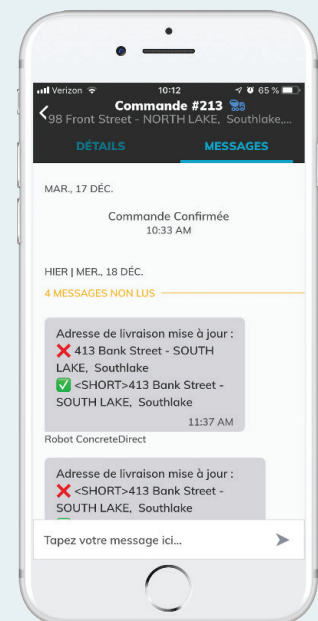 Verizon 10:12 65 %
Commande #213
98 Front Street - NORTH LAKE, Southlake,...
DÉTAILS MESSAGES
MAR., 17 DÉC.
Commande Confirmée
10:33 AM
HIER | MER., 18 DÉC.
4 MESSAGES NON LUS
Adresse de livraison mise à jour :
413 Bank Street - SOUTH
LAKE, Southlake
<SHORT>413 Bank Street -
SOUTH LAKE, Southlake
11:37 AM
Robot ConcreteDirect
Adresse de livraison mise à jour :
<SHORT>413 Bank Street -
SOUTH LAKE, Southlake
Tapez votre message ici...